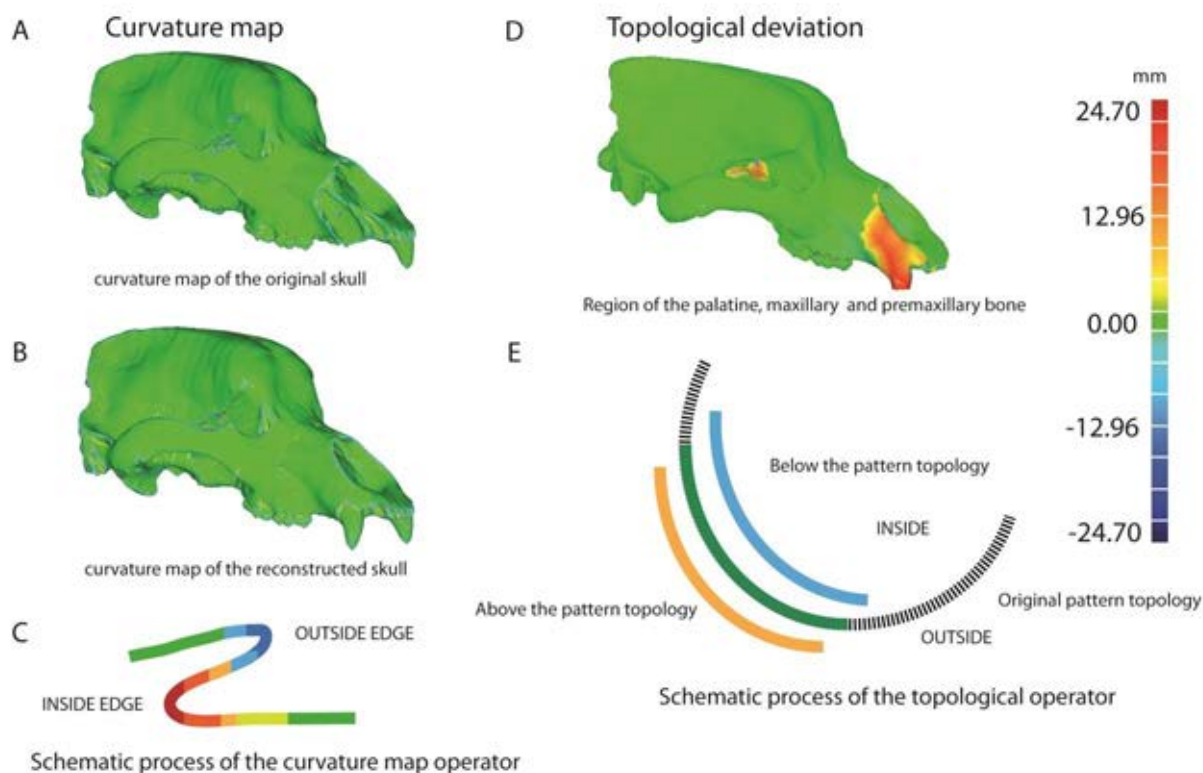 A
Curvature map
curvature map of the original skull
B
curvature map of the reconstructed skull
C
OUTSIDE EDGE
INSIDE EDGE
Schematic process of the curvature map operator
D
Topological deviation
Region of the palatine, maxillary and premaxillary bone
E
Below the pattern topology
INSIDE
Above the pattern topology
Original pattern topology
OUTSIDE
Schematic process of the topological operator
mm
24.70
12.96
0.00
-12.96
-24.70